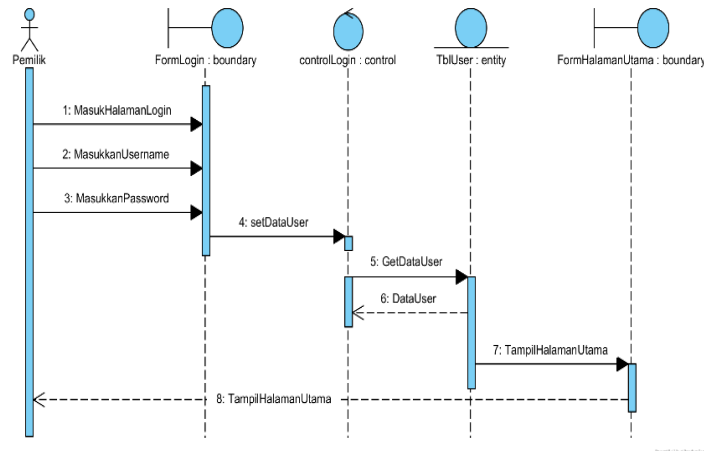 Pemilik
FormLogin : boundary
controlLogin : control
TblUser : entity
FormHalamanUtama : boundary
1: MasukHalamanLogin
2: MasukkanUsername
3: MasukkanPassword
4: setDataUser
5: GetDataUser
6: DataUser
7: TampilHalamanUtama
8: TampilHalamanUtama